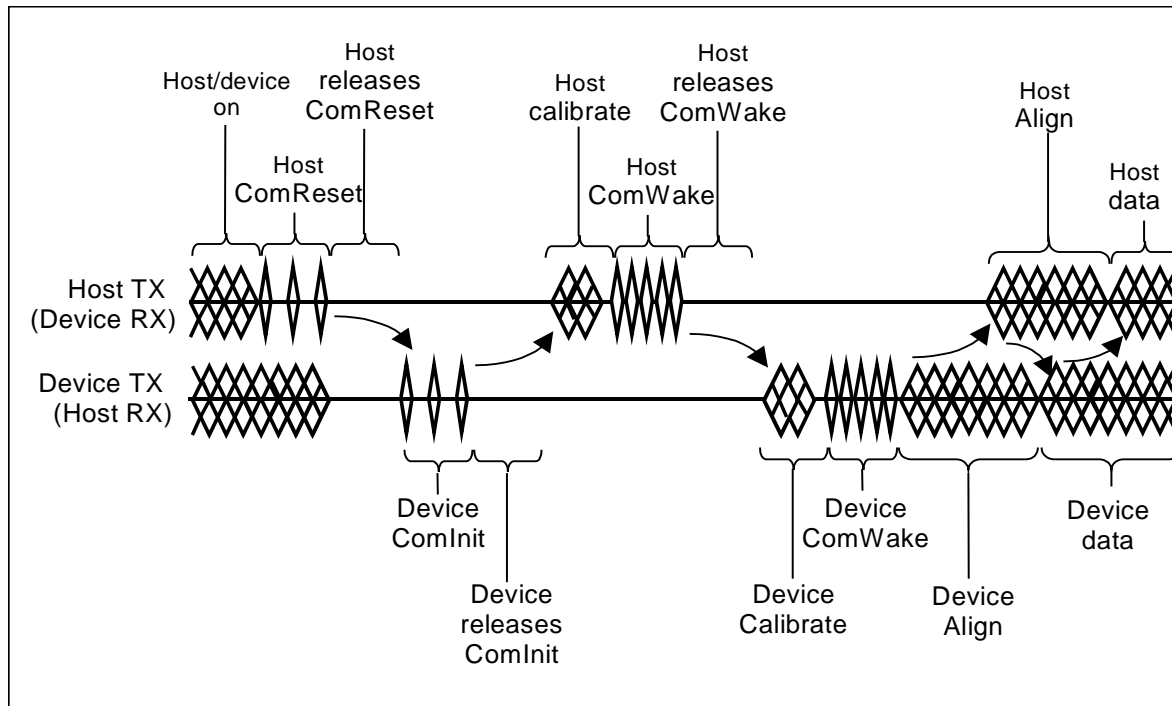 Host/device
on
Host
releases
ComReset
Host
ComReset
Host
calibrate
Host
releases
ComWake
Host
ComWake
Host
Align
Host
data
Host TX
(Device RX)
Device TX
(Host RX)
Device
ComInit
Device
releases
ComInit
Device
Calibrate
Device
ComWake
Device
Align
Device
data